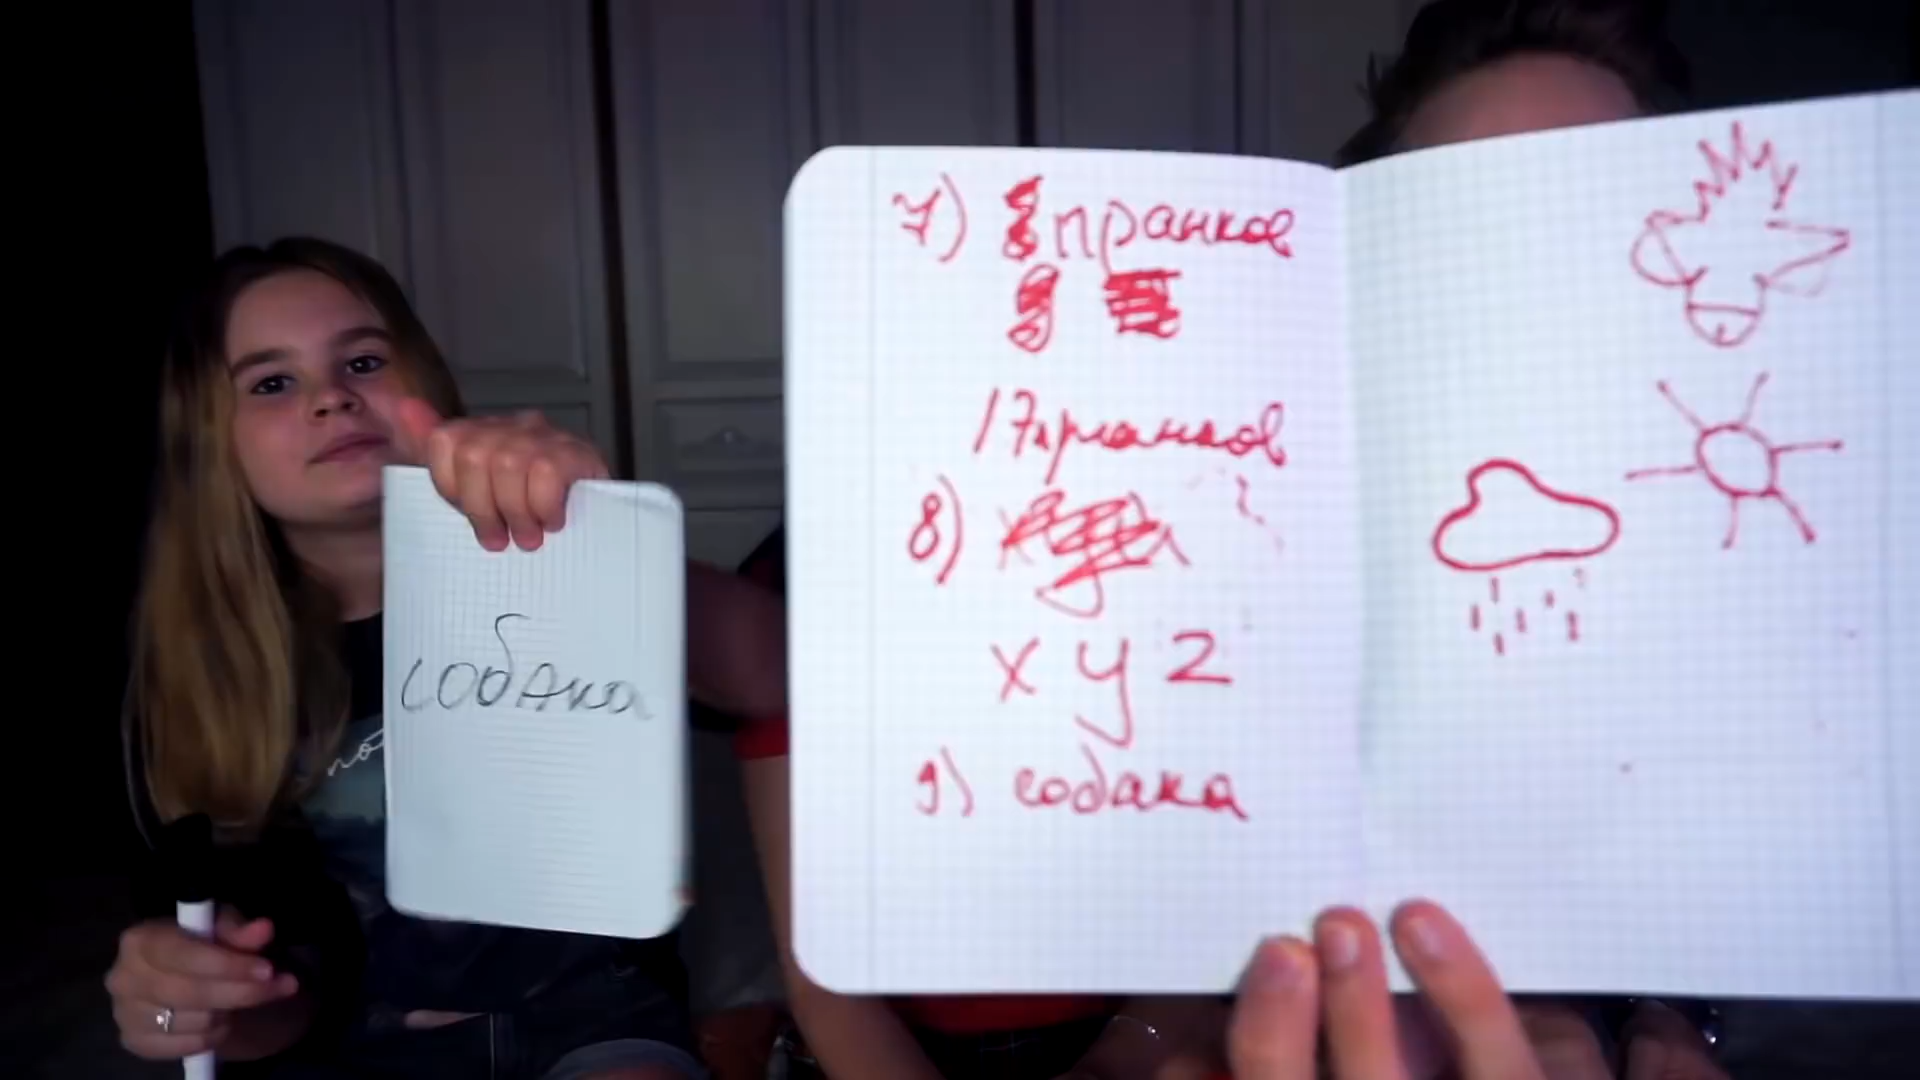 собака
7) пранков
17 пранков
8)
x y z
9) собака